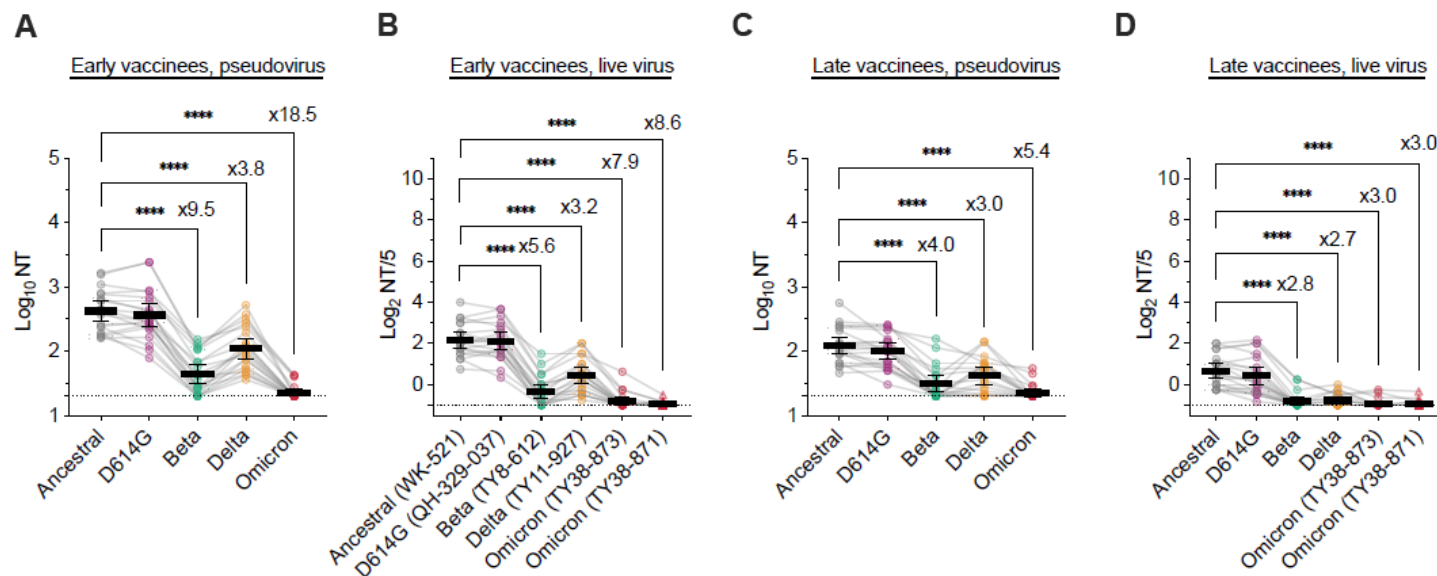 A
Early vaccinees, pseudovirus
**** x18.5
**** x3.8
**** x9.5
Log10 NT
5
4
3
2
1
Ancestral
D614G
Beta
Delta
Omicron
B
Early vaccinees, live virus
**** x8.6
**** x7.9
**** x3.2
**** x5.6
Log2 NT/5
10
8
6
4
2
0
Ancestral (WK-521)
D614G (QH-329-037)
Beta (TY8-612)
Delta (TY11-927)
Omicron (TY38-873)
Omicron (TY38-871)
C
Late vaccinees, pseudovirus
**** x5.4
**** x3.0
**** x4.0
Log10 NT
5
4
3
2
1
Ancestral
D614G
Beta
Delta
Omicron
D
Late vaccinees, live virus
**** x3.0
**** x3.0
**** x2.7
**** x2.8
Log2 NT/5
10
8
6
4
2
0
Ancestral
D614G
Beta
Delta
Omicron (TY38-873)
Omicron (TY38-871)